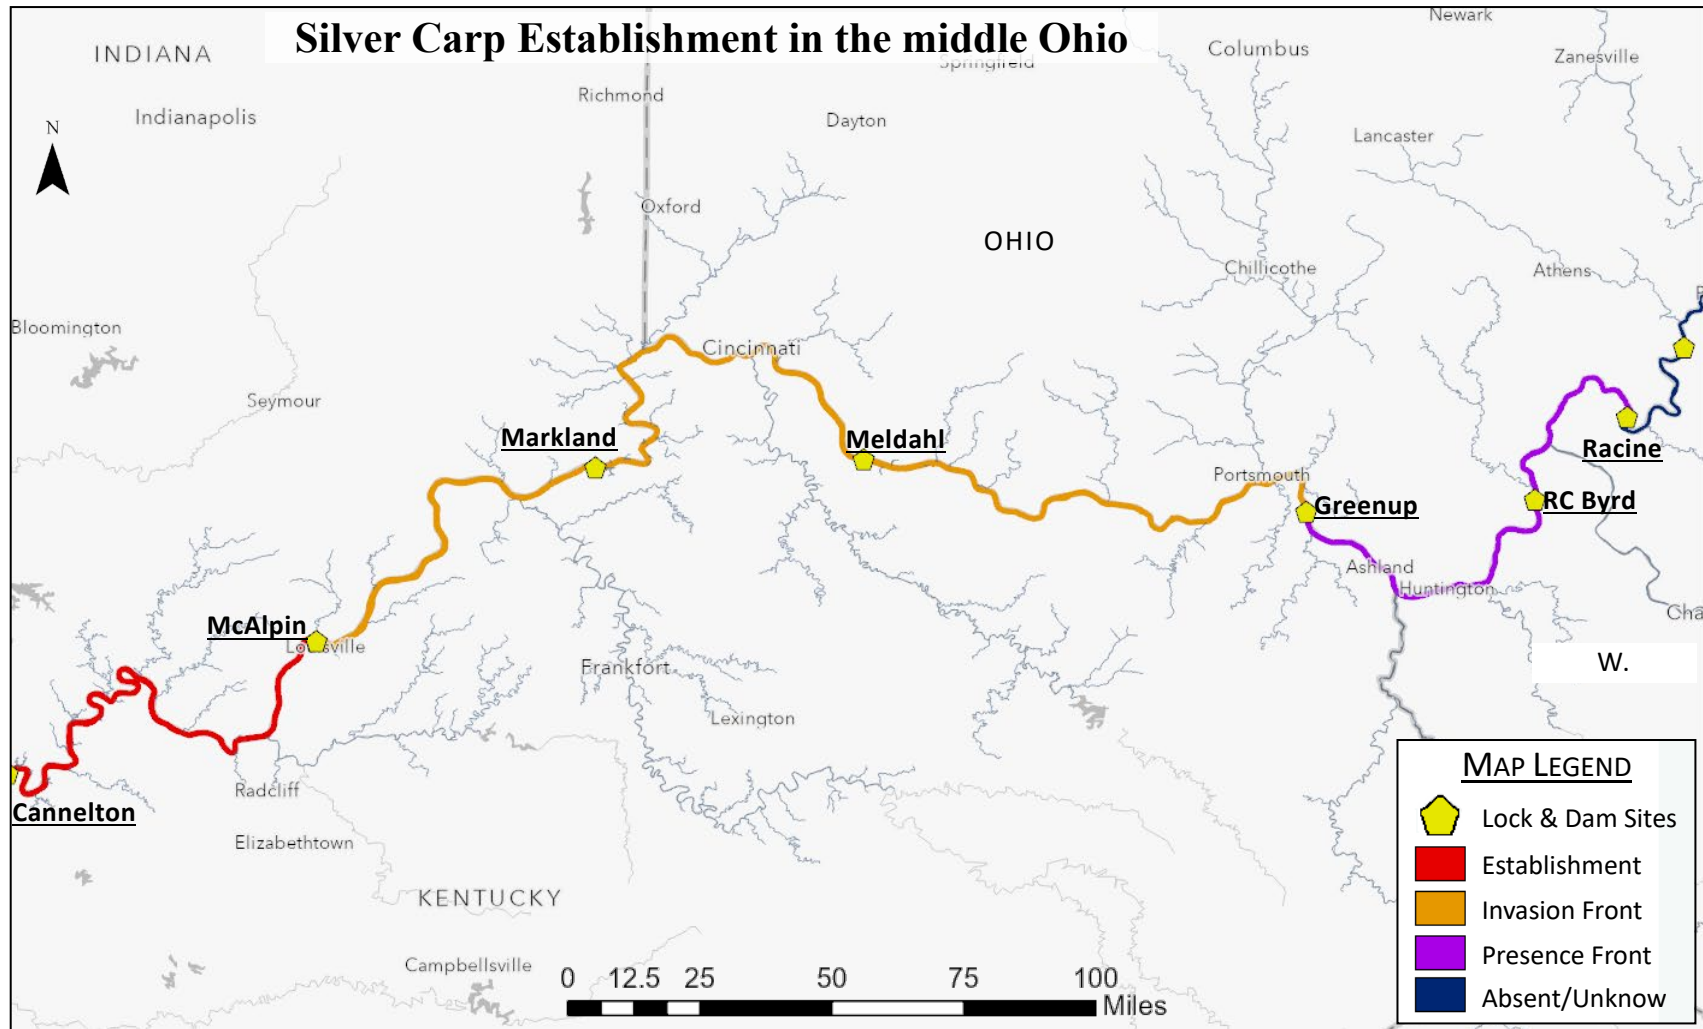 Silver Carp Establishment in the middle Ohio
Newark
INDIANA
Columbus
Springfield
Zanesville
Richmond
Indianapolis
Dayton
N
Lancaster
Oxford
OHIO
Chillicothe
Athens
Bloomington
Cincinnati
Seymour
Markland
Meldahl
Racine
Portsmouth
Greenup
RC Byrd
Ashland
Huntington
Cha
McAlpin
Louisville
Frankfort
W.
Lexington
Radcliff
Cannelton
Elizabethtown
KENTUCKY
Campbellsville
0 12.5 25 50 75 100
Miles
MAP LEGEND
Lock & Dam Sites
Establishment
Invasion Front
Presence Front
Absent/Unknow